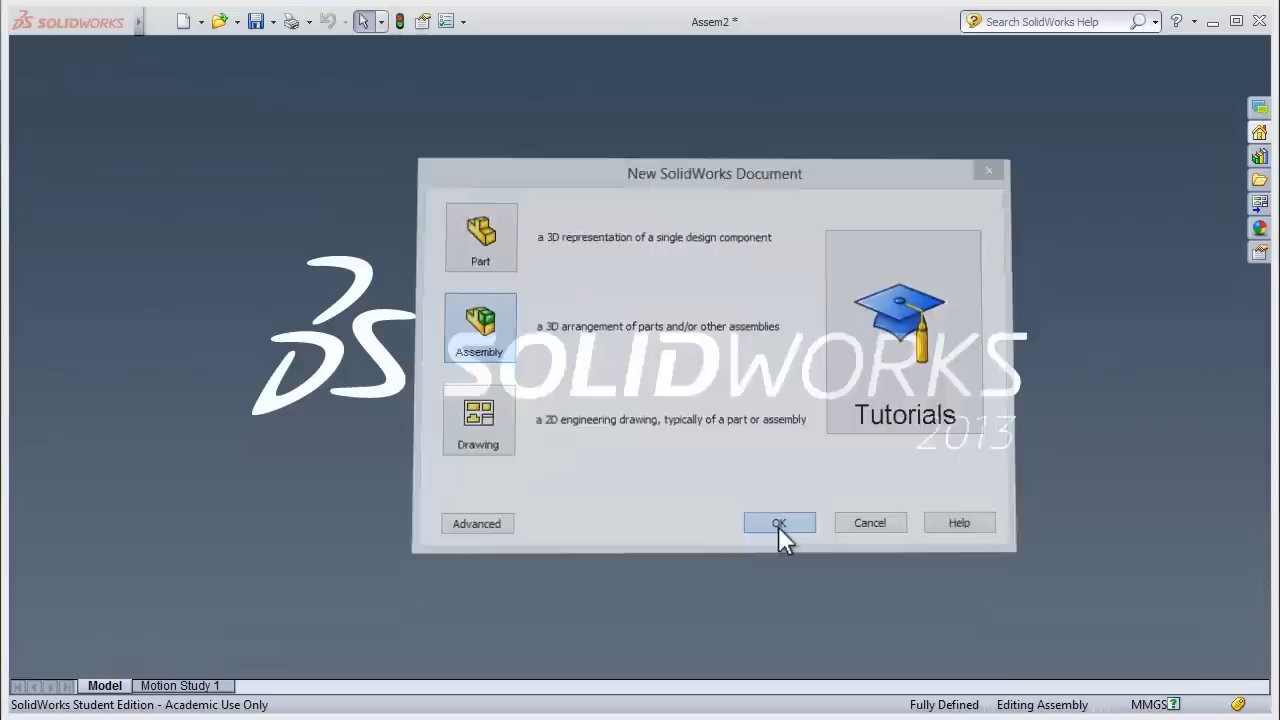 SOLIDWORKS
Assem2 *
Search SolidWorks Help
New SolidWorks Document
Part
a 3D representation of a single design component
Assembly
a 3D arrangement of parts and/or other assemblies
SOLIDWORKS
2013
Drawing
a 2D engineering drawing, typically of a part or assembly
Tutorials
Advanced
OK
Cancel
Help
Model
Motion Study 1
SolidWorks Student Edition - Academic Use Only
Fully Defined
Editing Assembly
MMGS